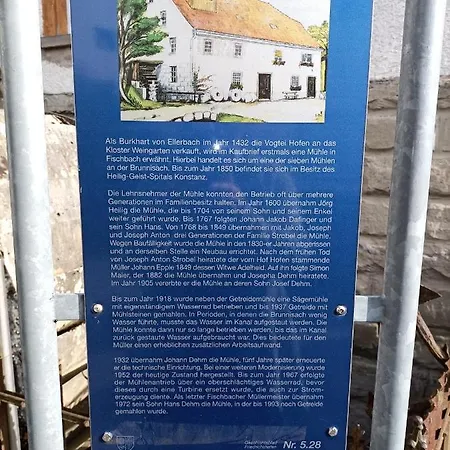 Als Burkhart von Ellerbach im Jahr 1432 die Vogtei Hofen an das
Kloster Weingarten verkauft, wird im Kaufbrief erstmals eine Mühle in
Fischbach erwähnt. Hierbei handelt es sich um eine der sieben Mühlen
an der Brunnisach. Bis zum Jahr 1850 befindet sie sich im Besitz des
Heilig-Geist-Spitals Konstanz.
Die Lehnsnehmer der Mühle konnten den Betrieb oft über mehrere
Generationen im Familienbesitz halten. Im Jahr 1600 übernahm Jörg
Heilig die Mühle, die bis 1704 von seinem Sohn und seinem Enkel
weiter geführt wurde. Bis 1767 folgten Johann Jakob Dafinger und
sein Sohn Hans. Von 1768 bis 1849 übernahmen mit Jakob, Joseph
und Joseph Anton drei Generationen der Familie Strobel die Mühle.
Wegen Baufälligkeit wurde die Mühle in den 1830-er Jahren abgerissen
und an derselben Stelle ein Neubau errichtet. Nach dem frühen Tod
von Joseph Anton Strobel heiratete der vom Hof Hofen stammende
Müller Johann Epple 1849 dessen Witwe Adelheid. Auf ihn folgte Simon
Maier, der 1882 die Mühle übernahm und Josepha Dehm heiratete.
Im Jahr 1905 vererbte er die Mühle an deren Sohn Josef Dehm.
Bis zum Jahr 1918 wurde neben der Getreidemühle eine Sägemühle
mit eigenständigem Wasserrad betrieben und bis 1937 Getreide mit
Mühlsteinen gemahlen. In Perioden, in denen die Brunnisach wenig
Wasser führte, musste das Wasser im Kanal aufgestaut werden. Die
Mühle konnte dann nur so lange betrieben werden, bis das im Kanal
zurück gestaute Wasser aufgebraucht war. Dies bedeutete für den
Müller einen erheblichen zusätzlichen Arbeitsaufwand.
1932 übernahm Johann Dehm die Mühle, fünf Jahre später erneuerte
er die technische Einrichtung. Bei einer weiteren Modernisierung wurde
1952 der heutige Zustand hergestellt. Bis zum Jahr 1967 erfolgte
der Mühlenantrieb über ein oberschlächtiges Wasserrad, bevor
dieses durch eine Turbine ersetzt wurde, die auch zur Strom-
erzeugung diente. Als letzter Fischbacher Müllermeister übernahm
1972 sein Sohn Hans Dehm die Mühle, in der bis 1993 noch Getreide
gemahlen wurde.
Friedrichshafen
Nr. 5.28